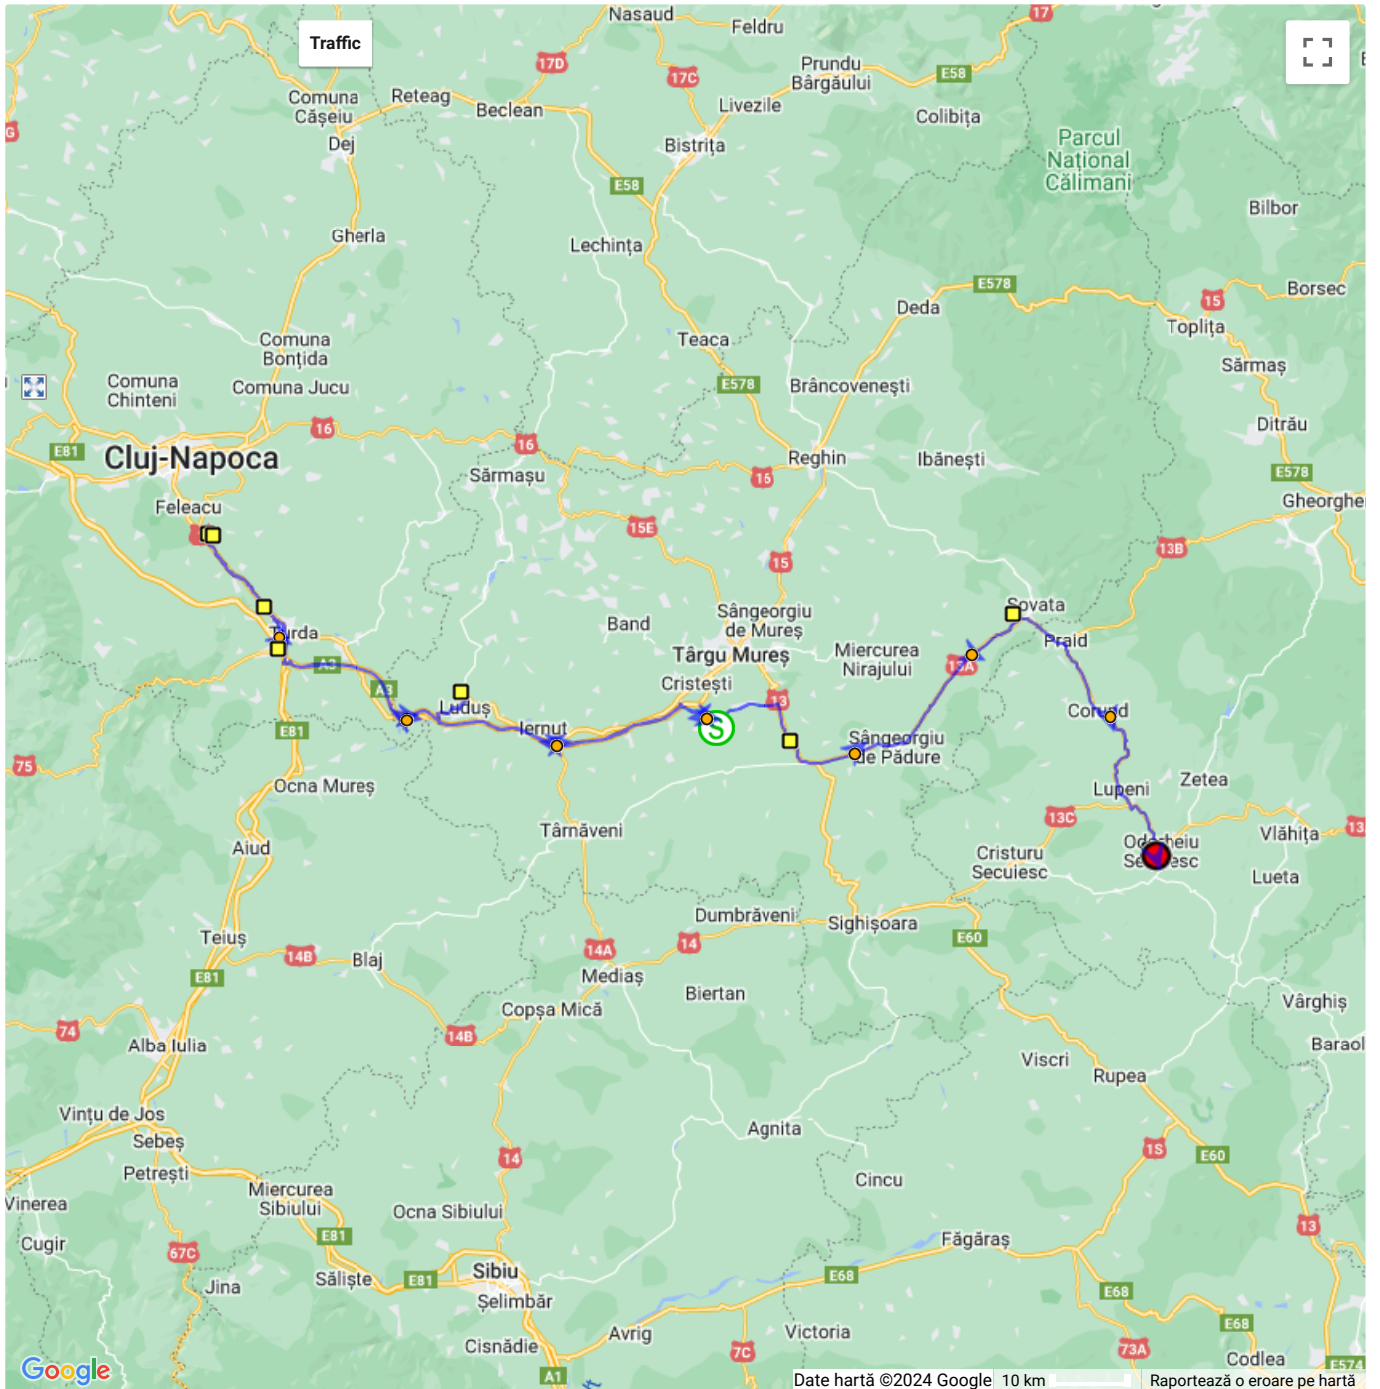 Nasaud
17
Feldru
Traffic
17D
17C
Prundu
Bârgăului
E58
Comuna
Cășeiu
Reteag
Beclean
Livezile
Colibița
G
Dej
Bistrița
Parcul
Național
Călimani
E58
Bilbor
Gherla
Lechința
E578
Borsec
15
Deda
Toplița
Comuna
Bonțida
Teaca
Sărmaș
Comuna
Chinteni
Comuna Jucu
E578
Brâncovenești
16
Ditrău
E81
Cluj-Napoca
16
Reghin
Ibănești
E578
Sărmașu
16
Feleacu
Gheorghe
15E
13B
15
Sângeorgiu
de Mureș
Sovata
Turda
Band
Praid
Târgu Mureș
Miercurea
Nirajului
A3
13A
Cristești
A3
13
Luduș
Corund
S
Iernut
E81
Sângeorgiu
de Pădure
75
Ocna Mureș
Lupeni
Zetea
13C
Târnăveni
Vlăhița
13
Aiud
Cristuru
Secuiesc
Odorheiu
Secuiesc
Lueta
Dumbrăveni
Sighișoara
Teiuș
14
E60
14B
Blaj
14A
Mediaș
E81
Biertan
Vârghiș
Copșa Mică
74
14B
Alba Iulia
Baraol
Viscri
Rupea
Vințu de Jos
Agnita
Sebeș
1S
E60
Petrești
14
Cincu
Miercurea
Sibiului
Vinerea
Ocna Sibiului
13
E81
Făgăraș
Cugir
67C
Sibiu
E68
Jina
Săliște
E81
E68
Șelimbăr
E68
Avrig
Victoria
Cisnădie
7C
73A
Codlea
Google
A1
E574
Date hartă ©2024 Google
10 km
Raportează o eroare pe hartă